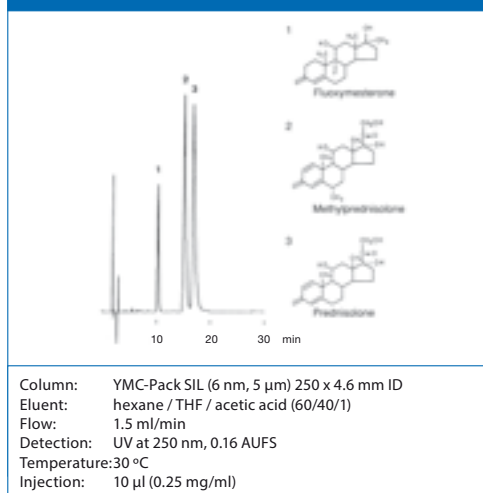 1
Fluoxymesterone
2
Methylprednisolone
3
Prednisolone
1
2
3
10 20 30 min
Column: YMC-Pack SIL (6 nm, 5 µm) 250 x 4.6 mm ID
Eluent: hexane / THF / acetic acid (60/40/1)
Flow: 1.5 ml/min
Detection: UV at 250 nm, 0.16 AUFS
Temperature:30 ºC
Injection: 10 µl (0.25 mg/ml)